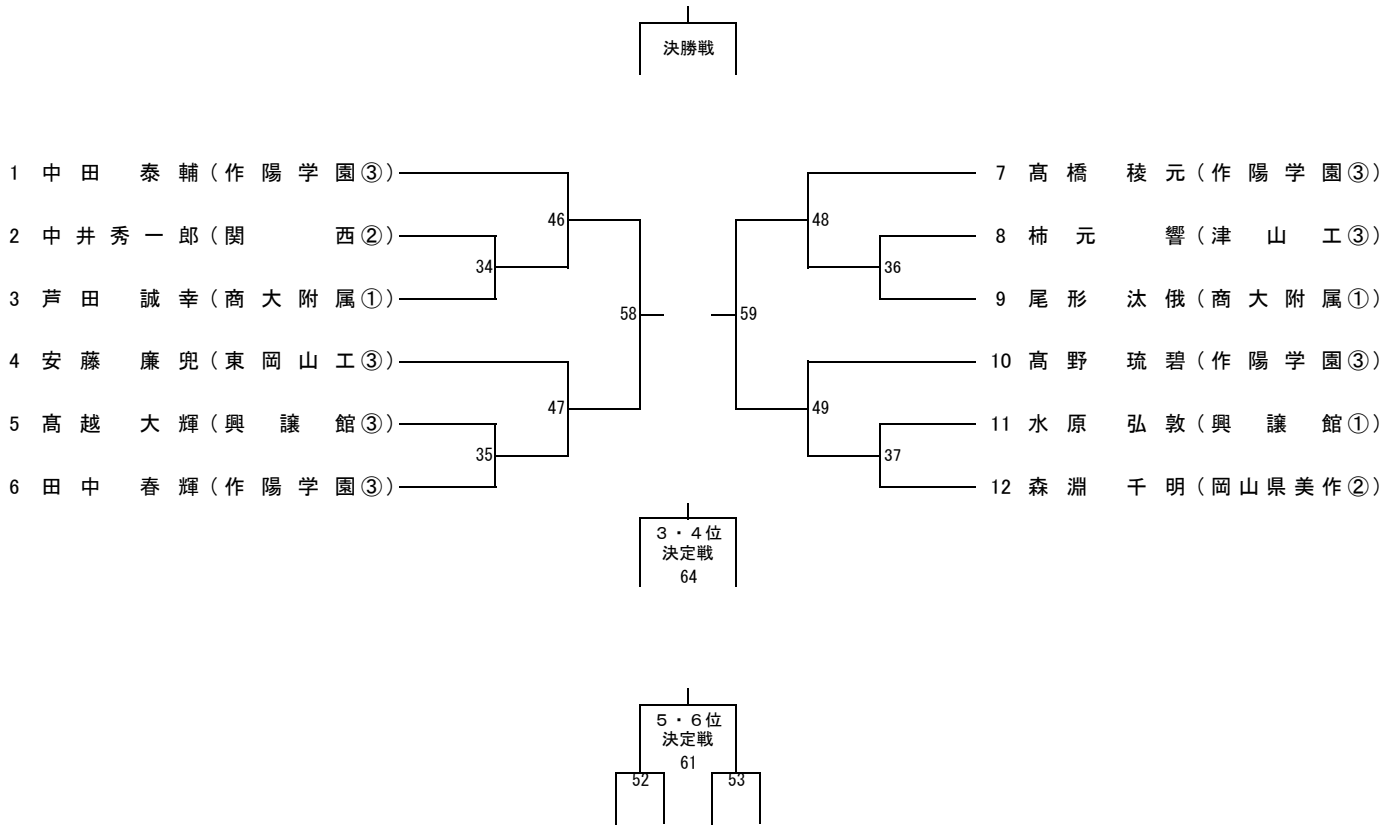 決勝戦
1 中田 泰輔(作陽学園③)
46
2 中井秀一郎(関西②)
34
3 芦田 誠幸(商大附属①)
58
4 安藤 廉兜(東岡山工③)
47
5 髙越 大輝(興譲館③)
35
6 田中 春輝(作陽学園③)
7 髙橋 稜元(作陽学園③)
48
8 柿元 響(津山工③)
36
9 尾形 汰俄(商大附属①)
59
10 髙野 琉碧(作陽学園③)
49
11 水原 弘敦(興譲館①)
37
12 森淵 千明(岡山県美作②)
3・4位
決定戦
64
5・6位
決定戦
61
52 53